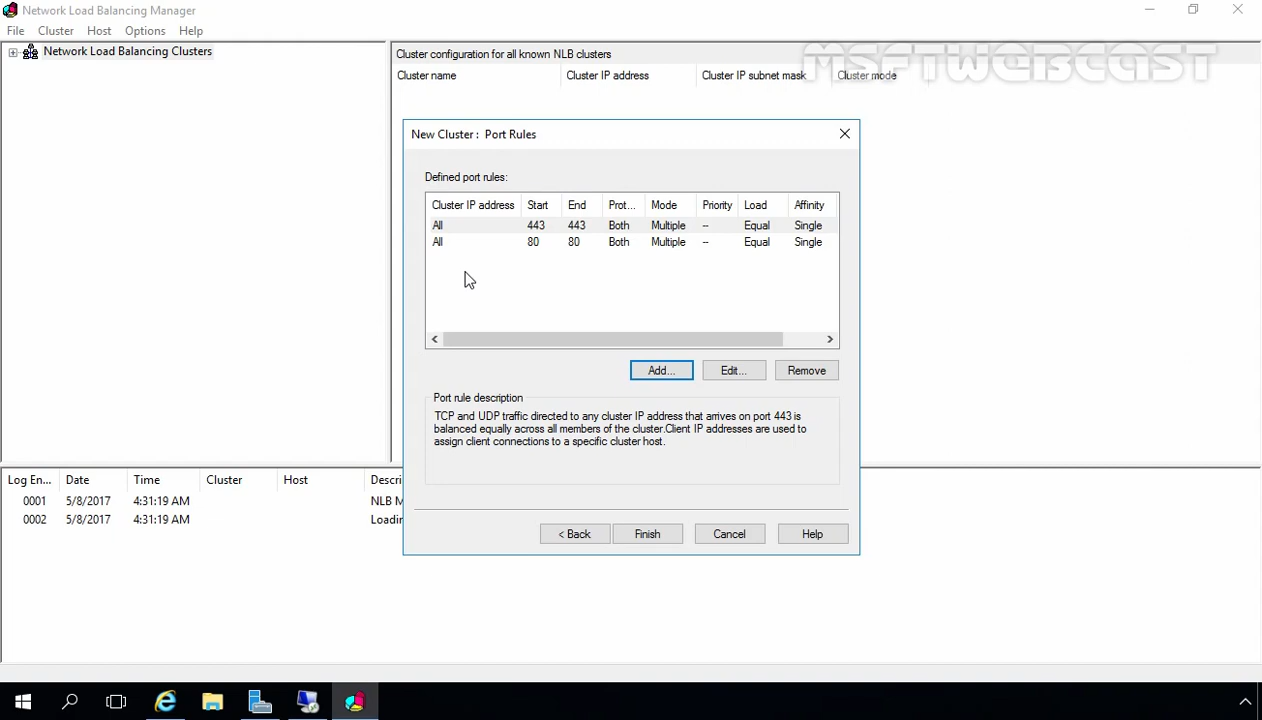 Network Load Balancing Manager
File Cluster Host Options Help
Network Load Balancing Clusters
Cluster configuration for all known NLB clusters
MSFTWEBCAST
Cluster name Cluster IP address Cluster IP subnet mask Cluster mode
New Cluster : Port Rules
Defined port rules:
Cluster IP address Start End Prot... Mode Priority Load Affinity
All 443 443 Both Multiple -- Equal Single
All 80 80 Both Multiple -- Equal Single
Add... Edit... Remove
Port rule description
TCP and UDP traffic directed to any cluster IP address that arrives on port 443 is
balanced equally across all members of the cluster.Client IP addresses are used to
assign client connections to a specific cluster host.
Log En... Date Time Cluster Host Descri
0001 5/8/2017 4:31:19 AM NLB M
0002 5/8/2017 4:31:19 AM Loadin
< Back Finish Cancel Help